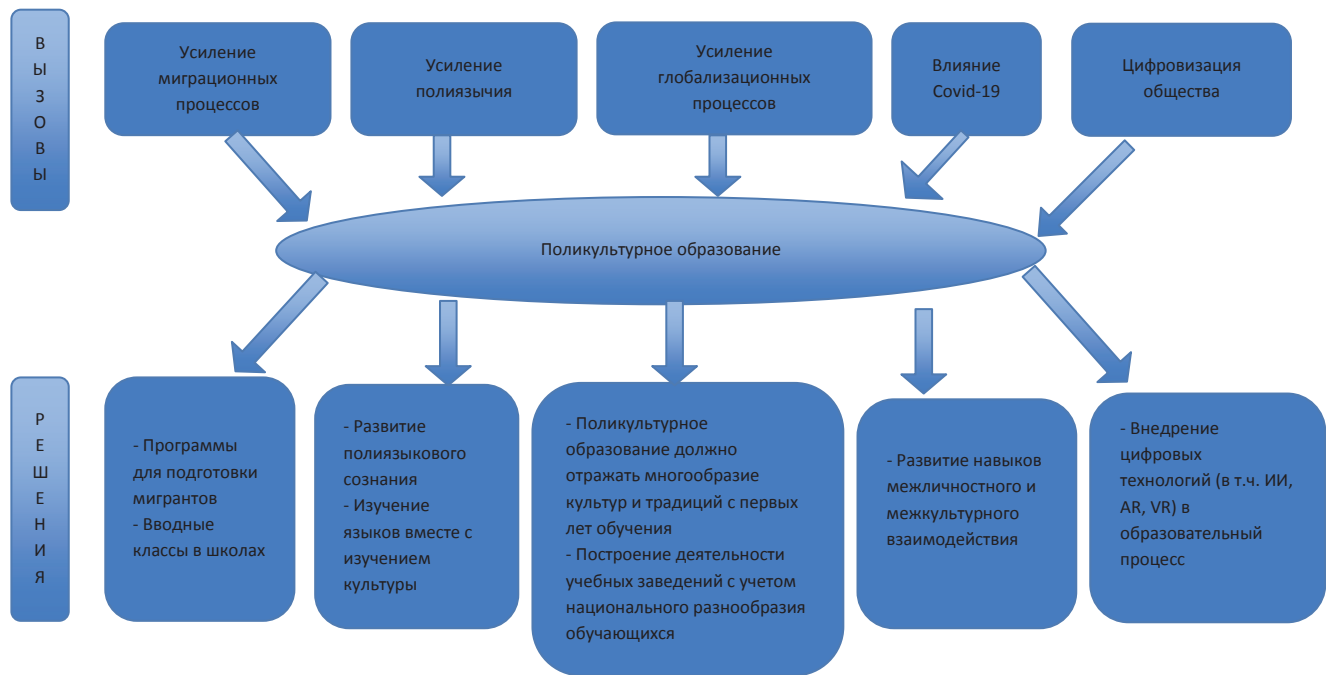 ВЫЗОВЫ
Усиление
миграционных
процессов
Усиление
полиязычия
Усиление
глобализационных
процессов
Влияние
Covid-19
Цифровизация
общества
Поликультурное образование
РЕШЕНИЯ
- Программы
для подготовки
мигрантов
- Вводные
классы в школах
- Развитие
полиязыкового
сознания
- Изучение
языков вместе с
изучением
культуры
- Поликультурное
образование должно
отражать многообразие
культур и традиций с первых
лет обучения
- Построение деятельности
учебных заведений с учетом
национального разнообразия
обучающихся
- Развитие навыков
межличностного и
межкультурного
взаимодействия
- Внедрение
цифровых
технологий (в т.ч. ИИ,
AR, VR) в
образовательный
процесс